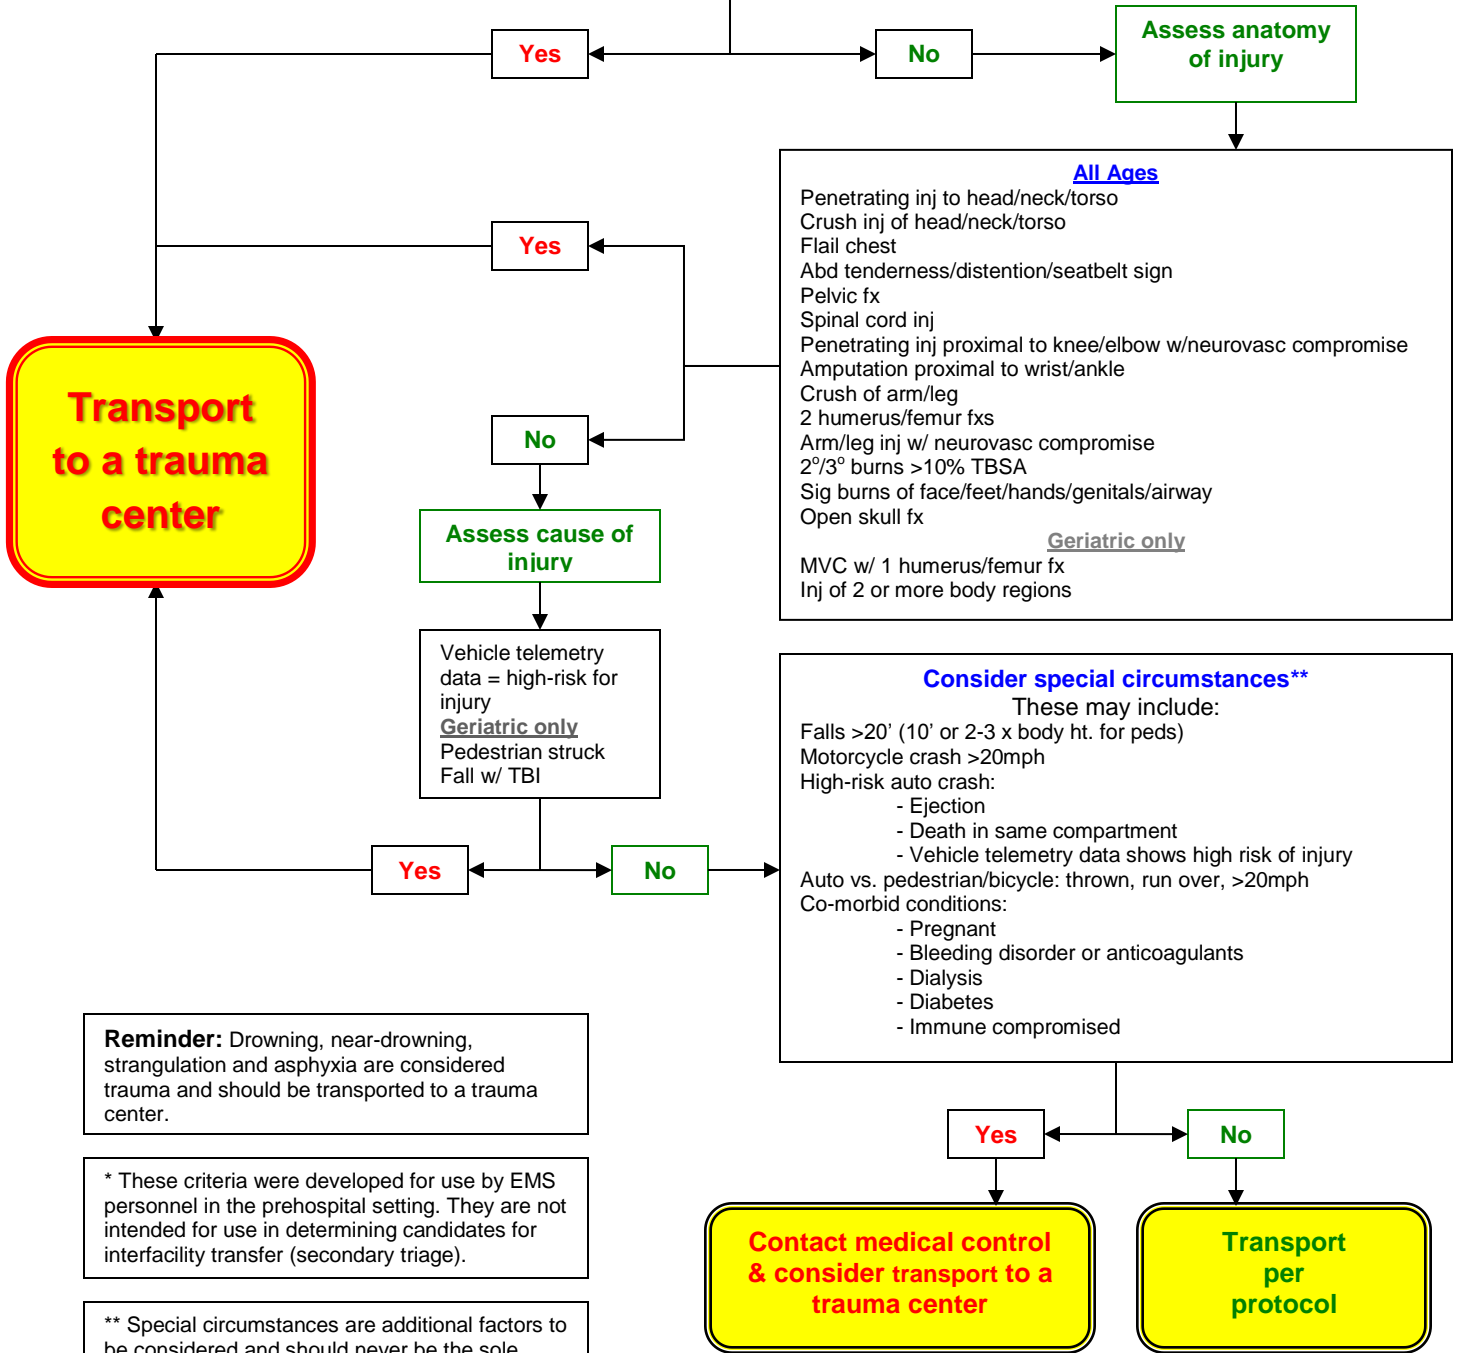 Yes
No
Assess anatomy
of injury
All Ages
Penetrating inj to head/neck/torso
Crush inj of head/neck/torso
Flail chest
Abd tenderness/distention/seatbelt sign
Pelvic fx
Spinal cord inj
Penetrating inj proximal to knee/elbow w/neurovasc compromise
Amputation proximal to wrist/ankle
Crush of arm/leg
2 humerus/femur fxs
Arm/leg inj w/ neurovasc compromise
2°/3° burns >10% TBSA
Sig burns of face/feet/hands/genitals/airway
Open skull fx
Geriatric only
MVC w/ 1 humerus/femur fx
Inj of 2 or more body regions
Yes
Transport
to a trauma
center
No
Assess cause of
injury
Vehicle telemetry
data = high-risk for
injury
Geriatric only
Pedestrian struck
Fall w/ TBI
Yes
No
Consider special circumstances**
These may include:
Falls >20’ (10’ or 2-3 x body ht. for peds)
Motorcycle crash >20mph
High-risk auto crash:
- Ejection
- Death in same compartment
- Vehicle telemetry data shows high risk of injury
Auto vs. pedestrian/bicycle: thrown, run over, >20mph
Co-morbid conditions:
- Pregnant
- Bleeding disorder or anticoagulants
- Dialysis
- Diabetes
- Immune compromised
Reminder: Drowning, near-drowning,
strangulation and asphyxia are considered
trauma and should be transported to a trauma
center.
Yes
No
* These criteria were developed for use by EMS
personnel in the prehospital setting. They are not
intended for use in determining candidates for
interfacility transfer (secondary triage).
Contact medical control
& consider transport to a
trauma center
Transport
per
protocol
** Special circumstances are additional factors to
be considered and should never be the sole